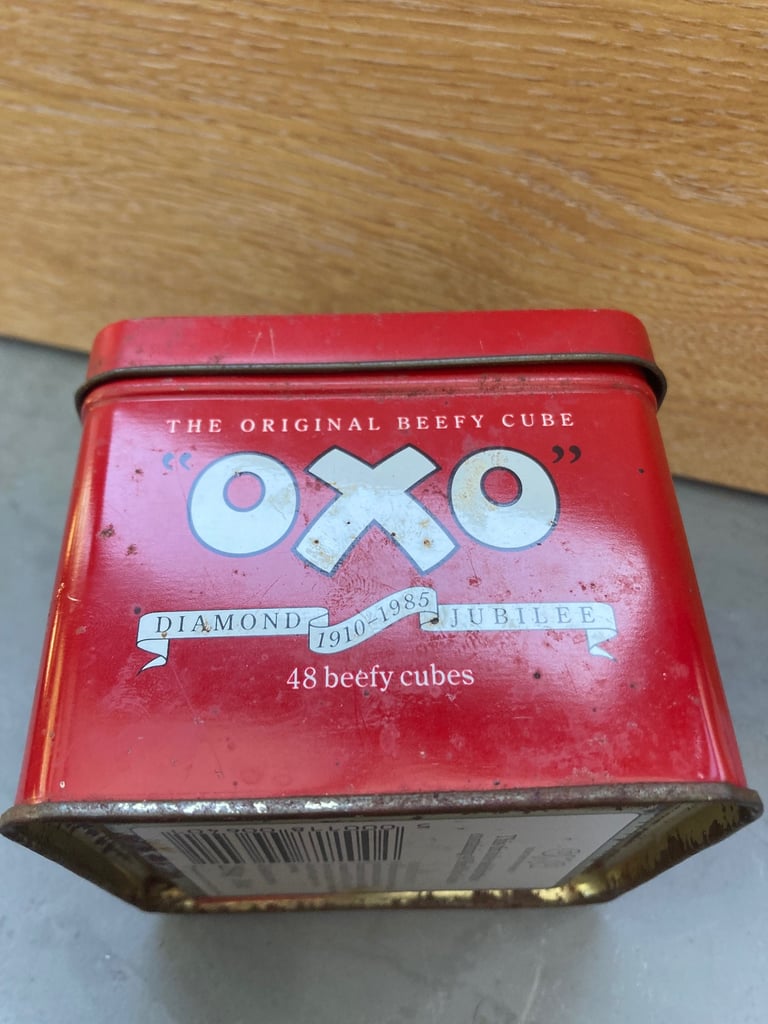 THE ORIGINAL BEEFY CUBE
“OXO”
DIAMOND 1910–1985 JUBILEE
48 beefy cubes